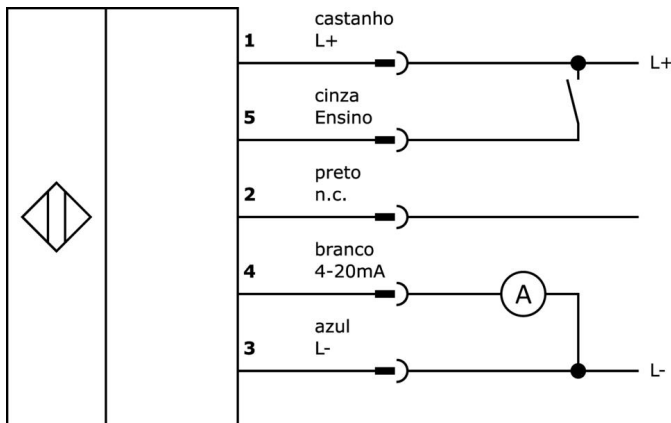 castanho
1 L+ L+
cinza
5 Ensino
preto
2 n.c.
branco
4 4-20mA A
azul
3 L- L-